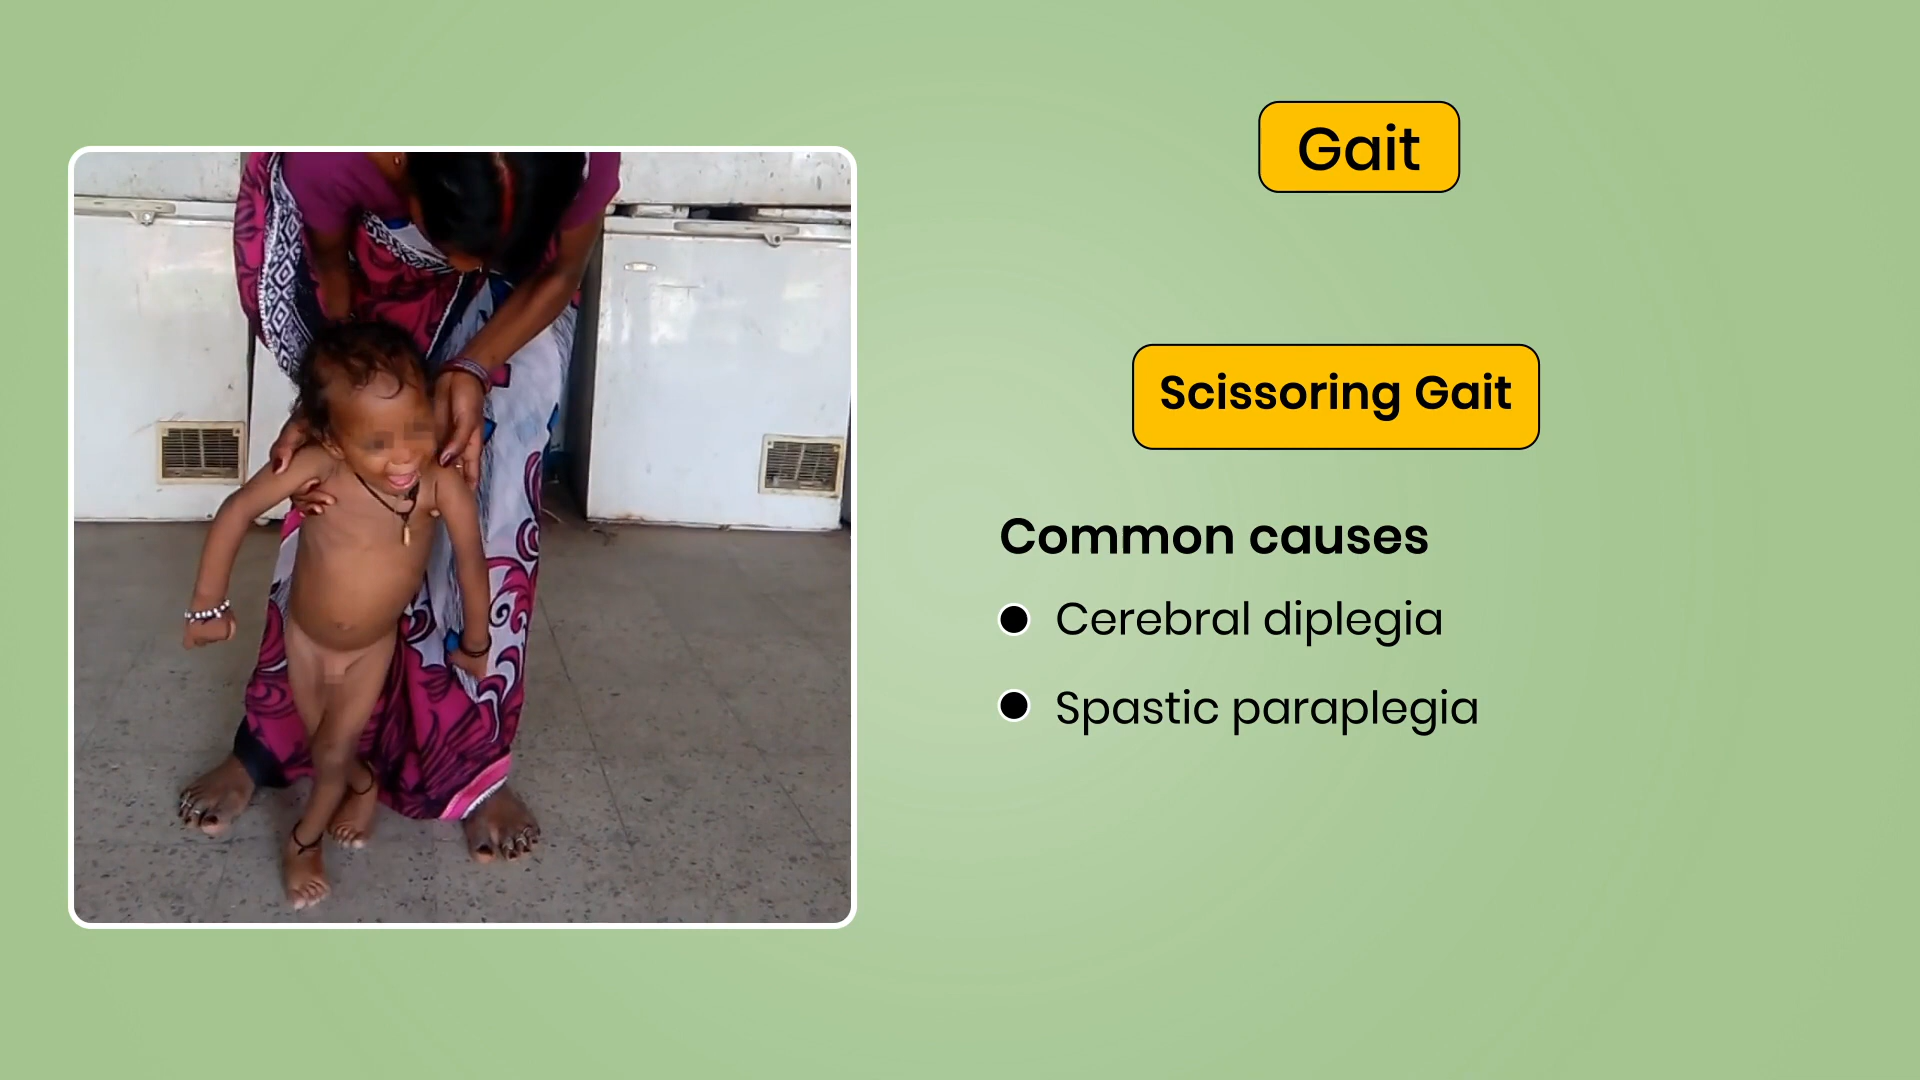 Gait
Scissoring Gait
Common causes
Cerebral diplegia
Spastic paraplegia